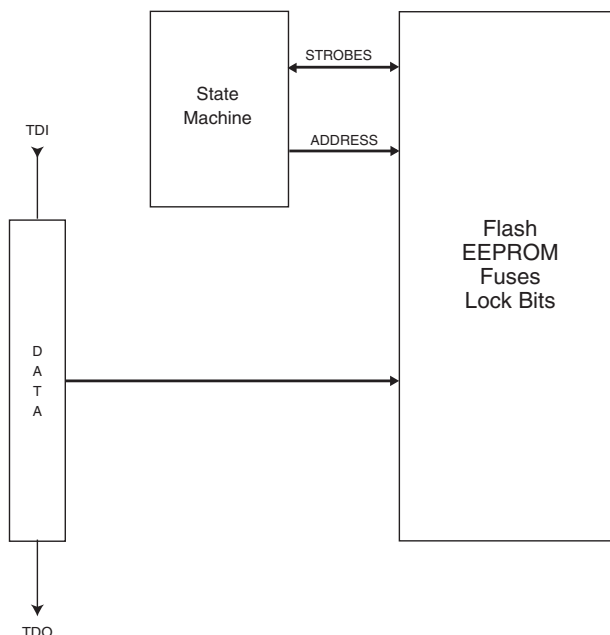 STROBES
State
Machine
TDI
ADDRESS
Flash
EEPROM
Fuses
Lock Bits
D
A
T
A
TDO